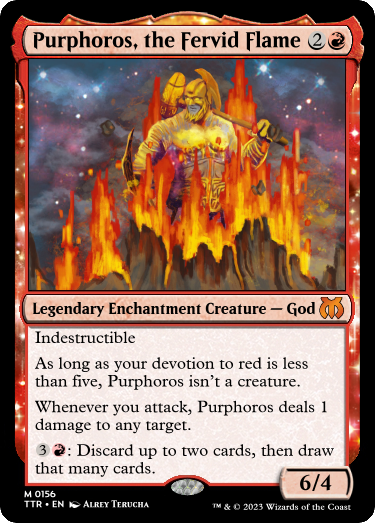 Purphoros, the Fervid Flame 2
Legendary Enchantment Creature — God
Indestructible
As long as your devotion to red is less
than five, Purphoros isn't a creature.
Whenever you attack, Purphoros deals 1
damage to any target.
3 : Discard up to two cards, then draw
that many cards.
6/4
M 0156
TTR • EN Alrey Terucha
™ & © 2023 Wizards of the Coast